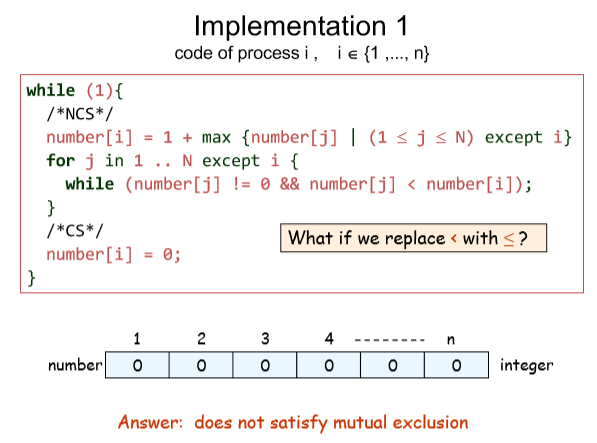 Implementation 1
code of process i ,    i ∈ {1 ,..., n}
while (1){
  /*NCS*/
  number[i] = 1 + max {number[j] | (1 ≤ j ≤ N) except i}
  for j in 1 .. N except i {
    while (number[j] != 0 && number[j] < number[i]);
  }
  /*CS*/
What if we replace < with ≤ ?
  number[i] = 0;
}
1 2 3 4 -------- n
number 0 0 0 0 0 0 integer
Answer:  does not satisfy mutual exclusion